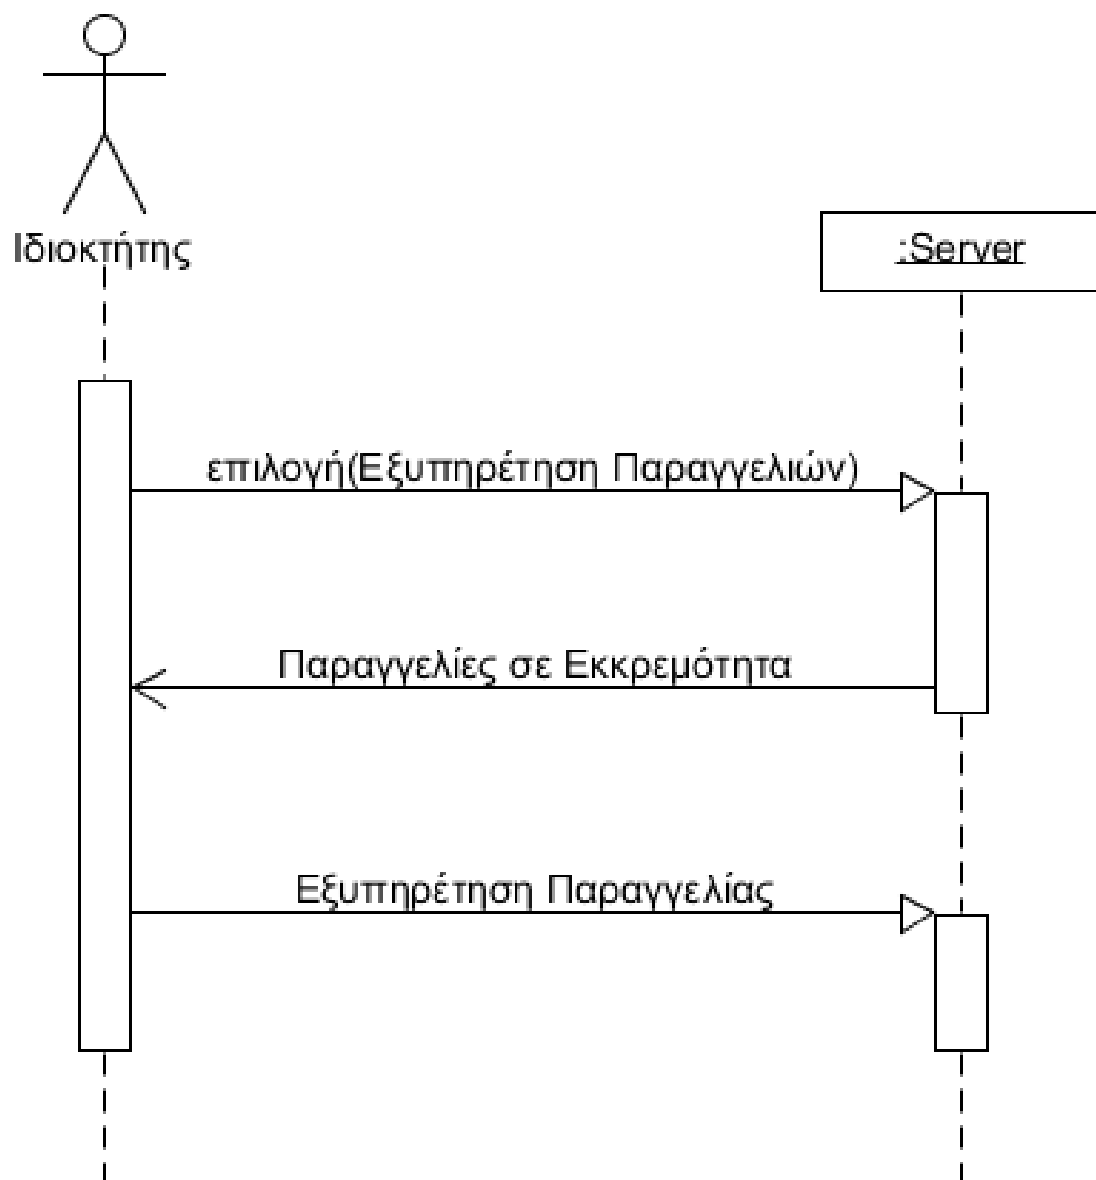 Ιδιοκτήτης
:Server
επιλογή(Εξυπηρέτηση Παραγγελιών)
Παραγγελίες σε Εκκρεμότητα
Εξυπηρέτηση Παραγγελίας